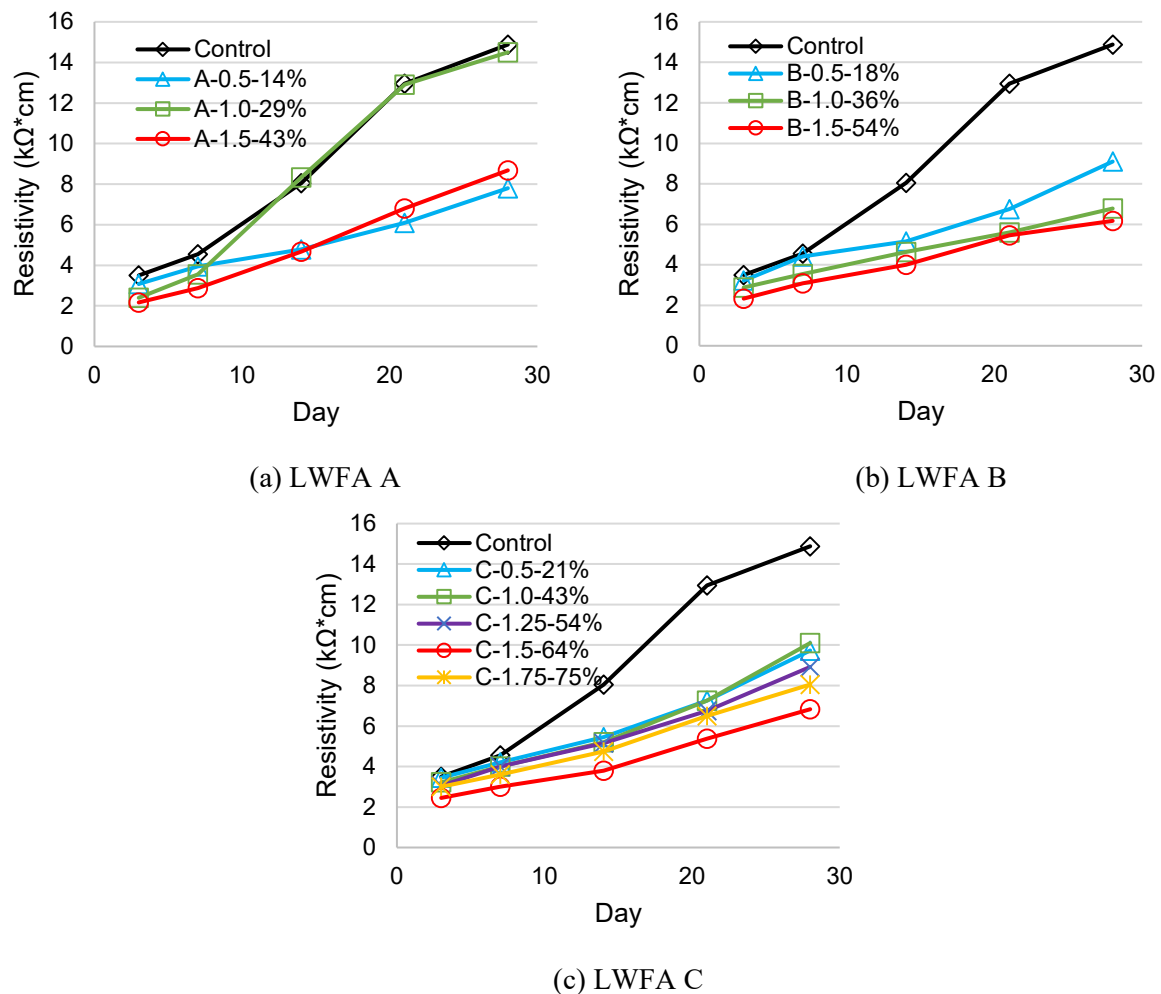 16
14
12
10
8
6
4
2
0
Resistivity (kΩ*cm)
Control
A-0.5-14%
A-1.0-29%
A-1.5-43%
0 10 20 30
Day
(a) LWFA A
16
14
12
10
8
6
4
2
0
Resistivity (kΩ*cm)
Control
B-0.5-18%
B-1.0-36%
B-1.5-54%
0 10 20 30
Day
(b) LWFA B
16
14
12
10
8
6
4
2
0
Resistivity (kΩ*cm)
Control
C-0.5-21%
C-1.0-43%
C-1.25-54%
C-1.5-64%
C-1.75-75%
0 10 20 30
Day
(c) LWFA C